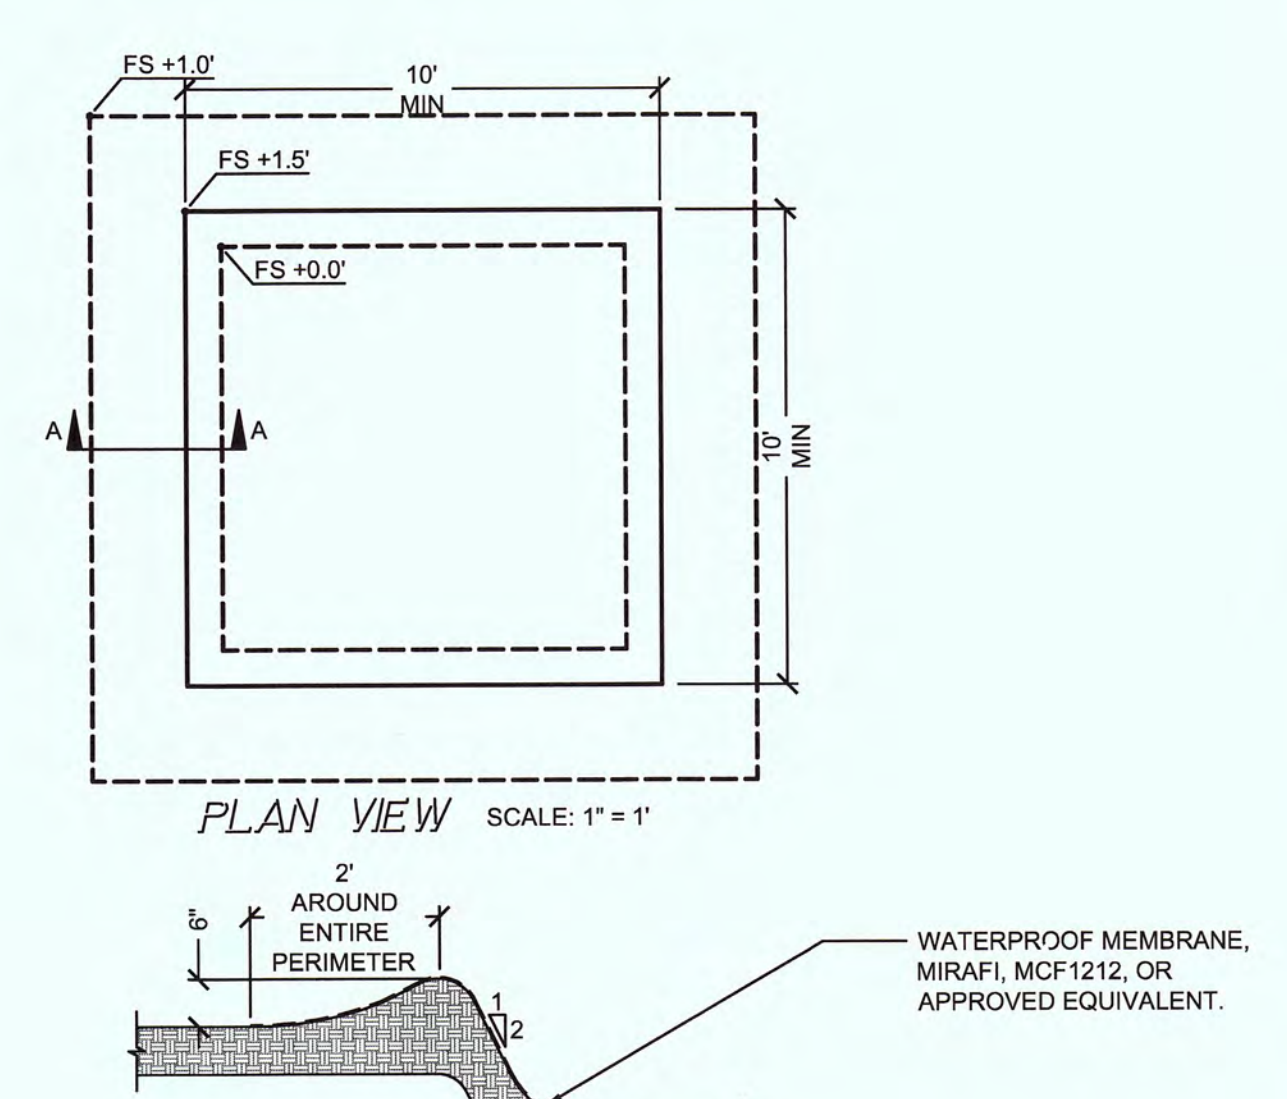 FS +1.0'
10'
MIN
FS +1.5'
FS +0.0'
A
A
10'
MIN
PLAN VIEW
SCALE: 1" = 1'
2'
AROUND
ENTIRE
PERIMETER
6"
1
2
WATERPROOF MEMBRANE,
MIRAFI, MCF1212, OR
APPROVED EQUIVALENT.